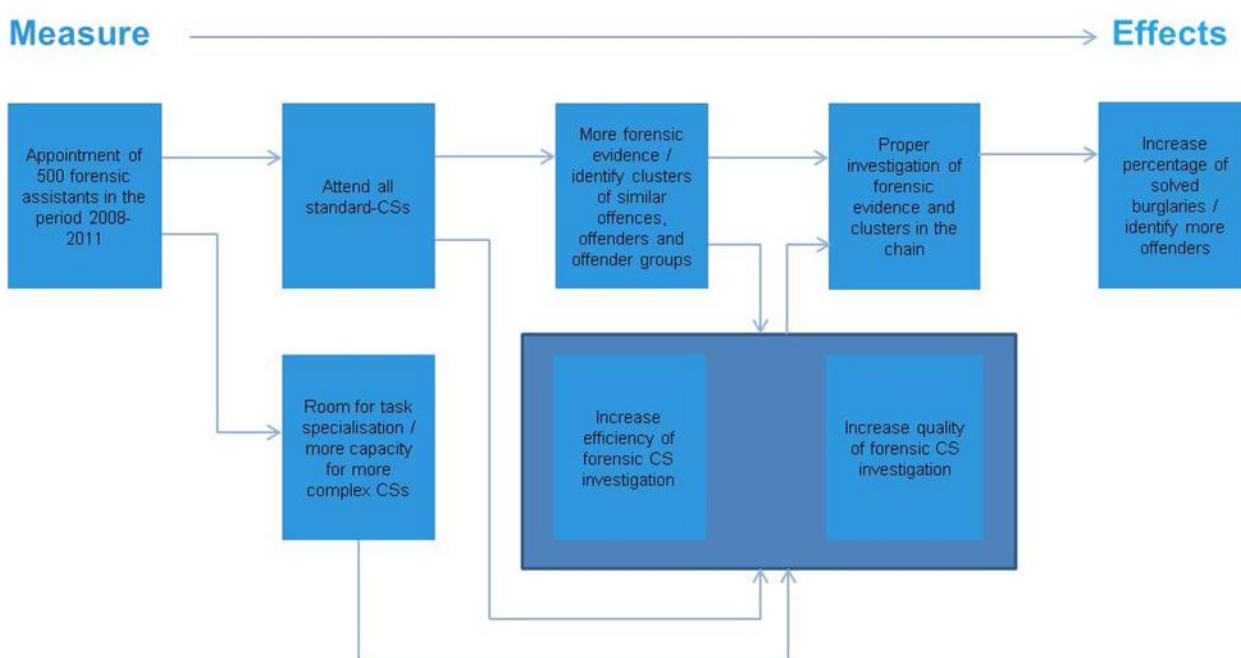 Measure
Effects
Appointment of
500 forensic
assistants in the
period 2008-
2011
Attend all
standard-CSs
More forensic
evidence /
identify clusters
of similar
offences,
offenders and
offender groups
Proper
investigation of
forensic
evidence and
clusters in the
chain
Increase
percentage of
solved
burglaries /
identify more
offenders
Room for task
specialisation /
more capacity
for more
complex CSs
Increase
efficiency of
forensic CS
investigation
Increase quality
of forensic CS
investigation